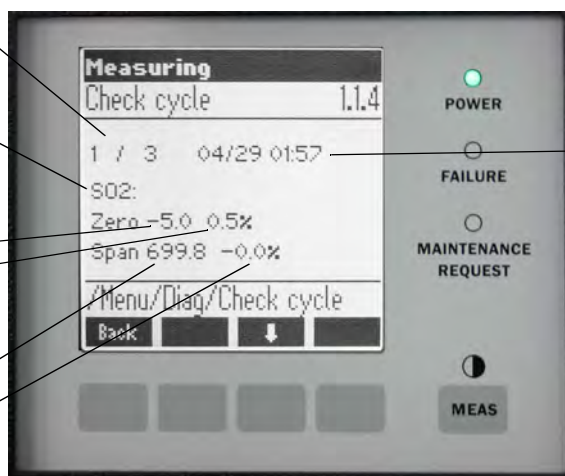 Measuring
Check cycle 1.1.4
1 / 3 04/29 01:57
SO2:
Zero -5.0 0.5%
Span 699.8 -0.0%
/Menu/Diag/Check cycle
Back
POWER
FAILURE
MAINTENANCE
REQUEST
MEAS